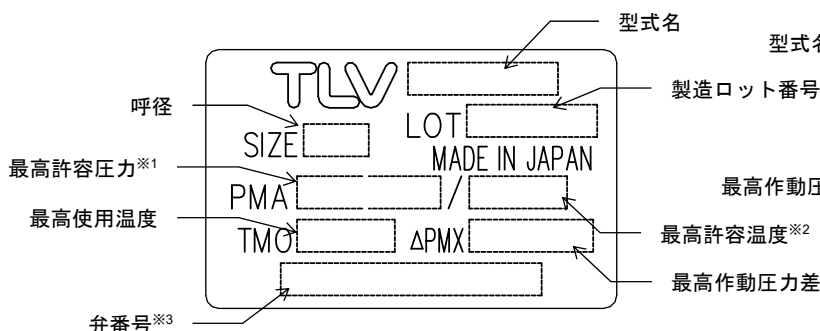 型式名
型式名
TLV
製造ロット番号
呼径
LOT
SIZE
MADE IN JAPAN
最高許容圧力※1
PMA
/
最高作動圧
最高使用温度
最高許容温度※2
TMO
ΔPMX
最高作動圧力差
弁番号※3